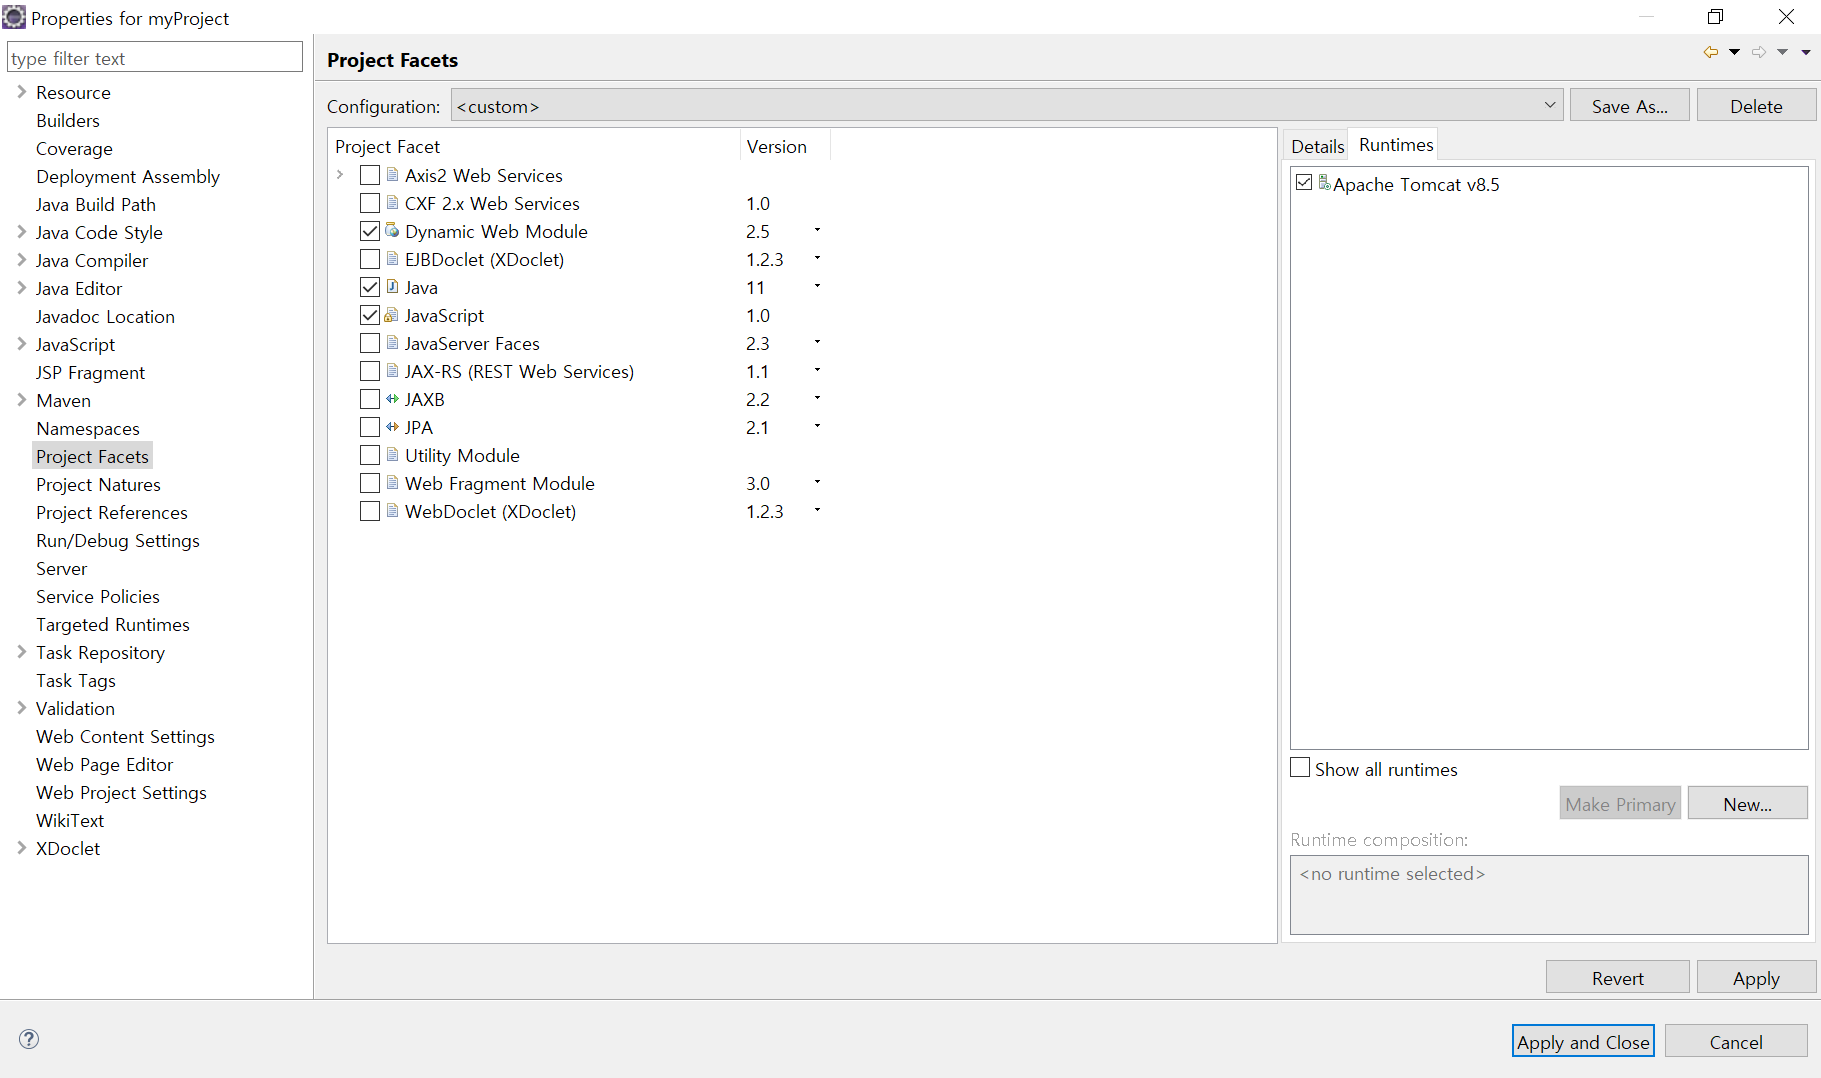 Properties for myProject
type filter text
Resource
Builders
Coverage
Deployment Assembly
Java Build Path
Java Code Style
Java Compiler
Java Editor
Javadoc Location
JavaScript
JSP Fragment
Maven
Namespaces
Project Facets
Project Natures
Project References
Run/Debug Settings
Server
Service Policies
Targeted Runtimes
Task Repository
Task Tags
Validation
Web Content Settings
Web Page Editor
Web Project Settings
WikiText
XDoclet
Project Facets
Configuration: <custom> Save As... Delete
Project Facet Version
Axis2 Web Services
CXF 2.x Web Services 1.0
Dynamic Web Module 2.5
EJBDoclet (XDoclet) 1.2.3
Java 11
JavaScript 1.0
JavaServer Faces 2.3
JAX-RS (REST Web Services) 1.1
JAXB 2.2
JPA 2.1
Utility Module
Web Fragment Module 3.0
WebDoclet (XDoclet) 1.2.3
Details Runtimes
Apache Tomcat v8.5
Show all runtimes
Make Primary New...
Runtime composition:
<no runtime selected>
Revert Apply
Apply and Close Cancel